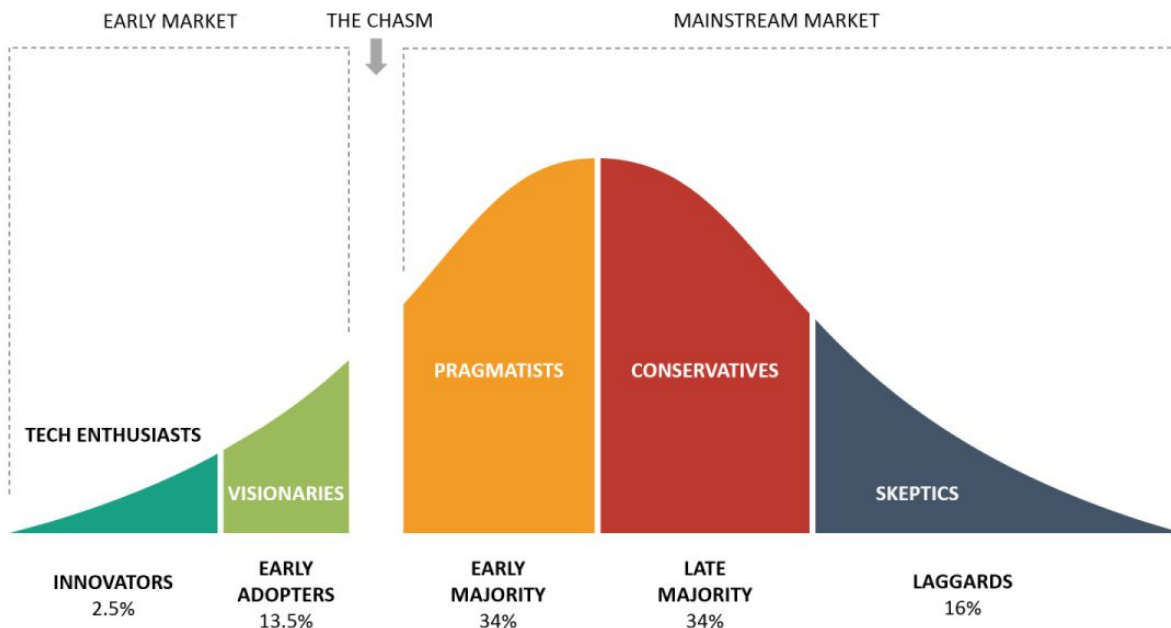 EARLY MARKET
THE CHASM
MAINSTREAM MARKET
TECH ENTHUSIASTS
VISIONARIES
PRAGMATISTS
CONSERVATIVES
SKEPTICS
INNOVATORS
2.5%
EARLY
ADOPTERS
13.5%
EARLY
MAJORITY
34%
LATE
MAJORITY
34%
LAGGARDS
16%